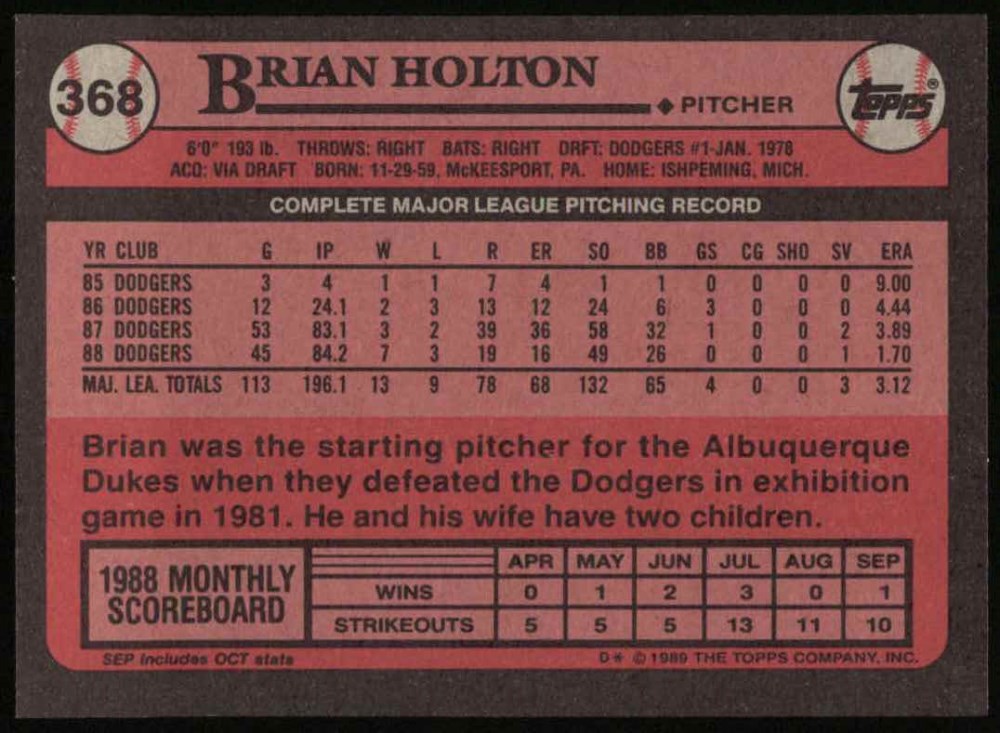 368
BRIAN HOLTON
◆ PITCHER
TOPPS®
6'0" 193 lb. THROWS: RIGHT BATS: RIGHT DRFT: DODGERS #1-JAN. 1978
ACQ: VIA DRAFT BORN: 11-29-59, McKEESPORT, PA. HOME: ISHPEMING, MICH.
COMPLETE MAJOR LEAGUE PITCHING RECORD
YR CLUB G IP W L R ER SO BB GS CG SHO SV ERA
85 DODGERS 3 4 1 1 7 4 1 1 0 0 0 0 9.00
86 DODGERS 12 24.1 2 3 13 12 24 6 3 0 0 0 4.44
87 DODGERS 53 83.1 3 2 39 36 58 32 1 0 0 2 3.89
88 DODGERS 45 84.2 7 3 19 16 49 26 0 0 0 1 1.70
MAJ. LEA. TOTALS 113 196.1 13 9 78 68 132 65 4 0 0 3 3.12
Brian was the starting pitcher for the Albuquerque
Dukes when they defeated the Dodgers in exhibition
game in 1981. He and his wife have two children.
1988 MONTHLY
SCOREBOARD
APR MAY JUN JUL AUG SEP
WINS 0 1 2 3 0 1
STRIKEOUTS 5 5 5 13 11 10
SEP includes OCT stats
D* © 1989 THE TOPPS COMPANY, INC.